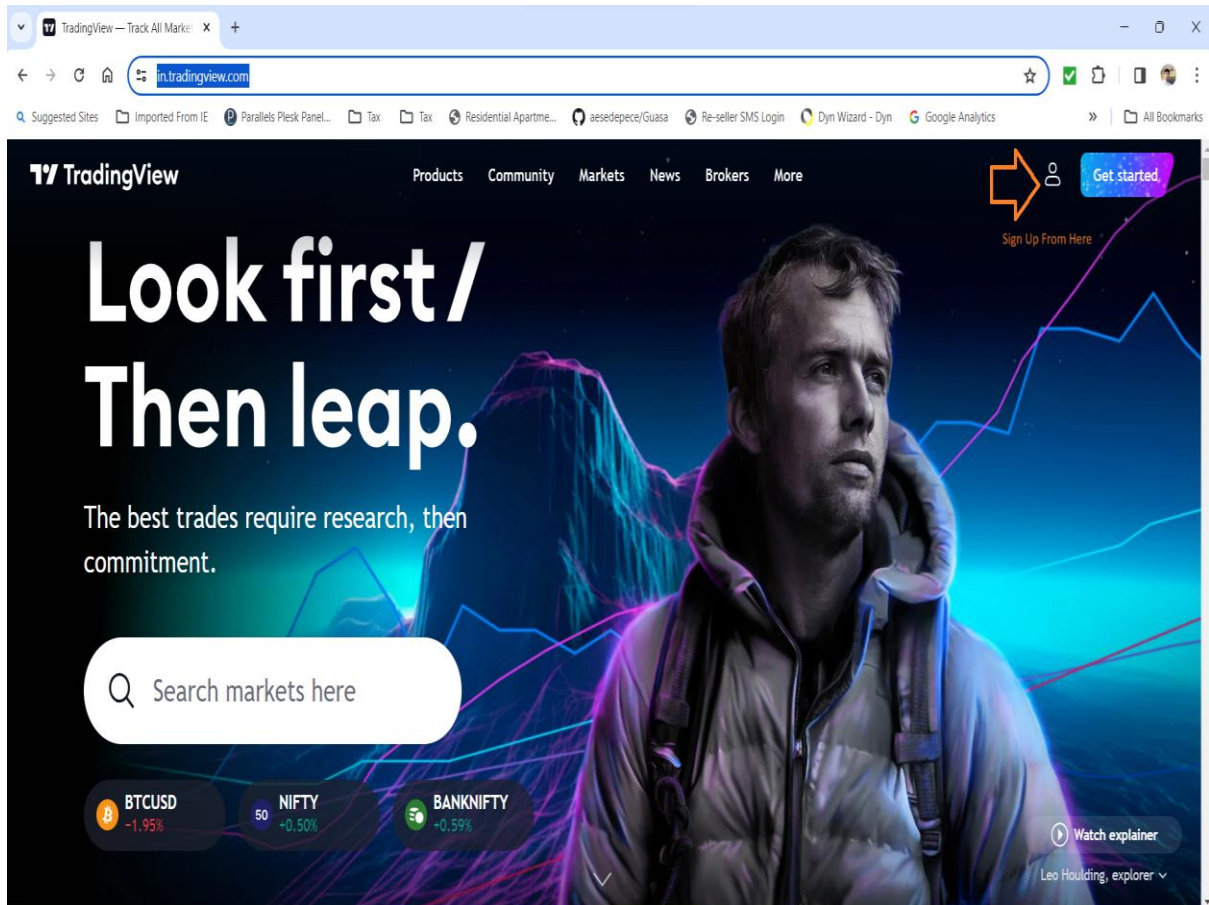 TradingView — Track All Marke
in.tradingview.com
Suggested Sites Imported From IE Parallels Plesk Panel... Tax Tax Residential Apartme... aesedepece/Guasa Re-seller SMS Login Dyn Wizard - Dyn Google Analytics » All Bookmarks
TradingView Products Community Markets News Brokers More Get started
Sign Up From Here
Look first /
Then leap.
The best trades require research, then
commitment.
Search markets here
BTCUSD
−1.95%
50
NIFTY
+0.50%
BANKNIFTY
+0.59%
Watch explainer
Leo Houlding, explorer